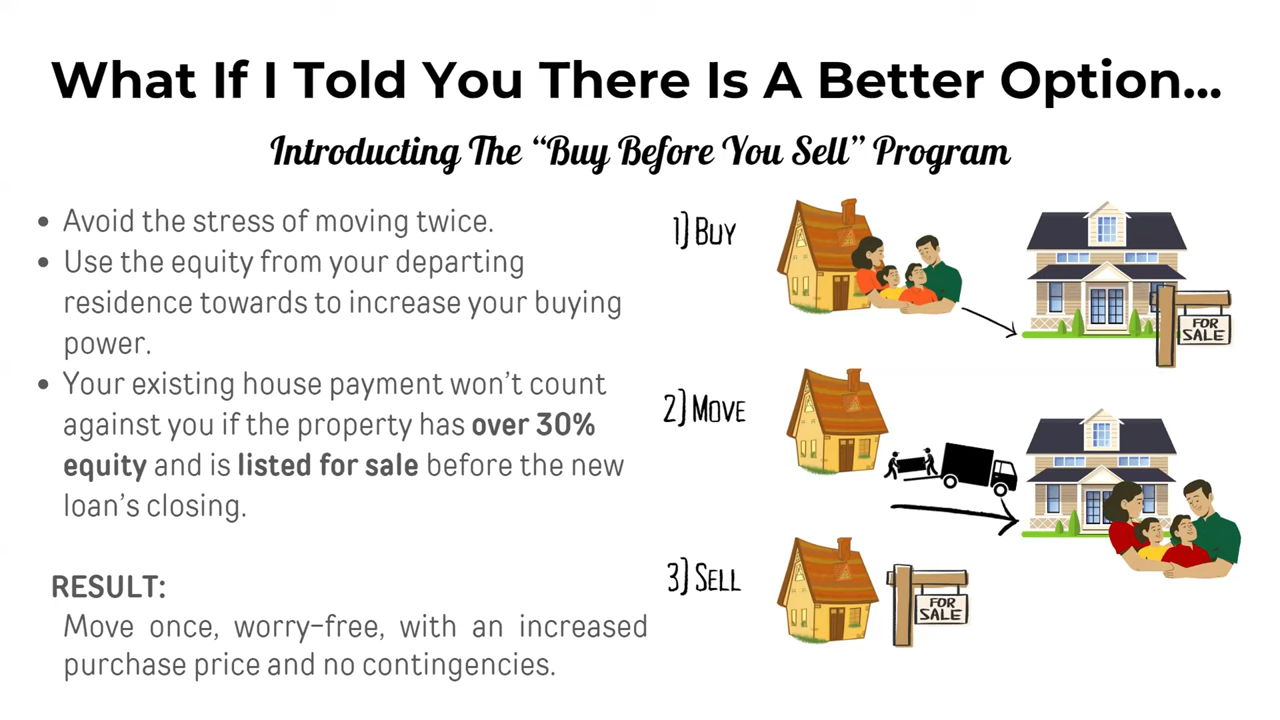 What If I Told You There Is A Better Option...
Introducting The “Buy Before You Sell” Program
• Avoid the stress of moving twice.
• Use the equity from your departing
residence towards to increase your buying
power.
• Your existing house payment won’t count
against you if the property has over 30%
equity and is listed for sale before the new
loan’s closing.
RESULT:
Move once, worry-free, with an increased
purchase price and no contingencies.
1) BUY
FOR
SALE
2) MOVE
3) SELL
FOR
SALE